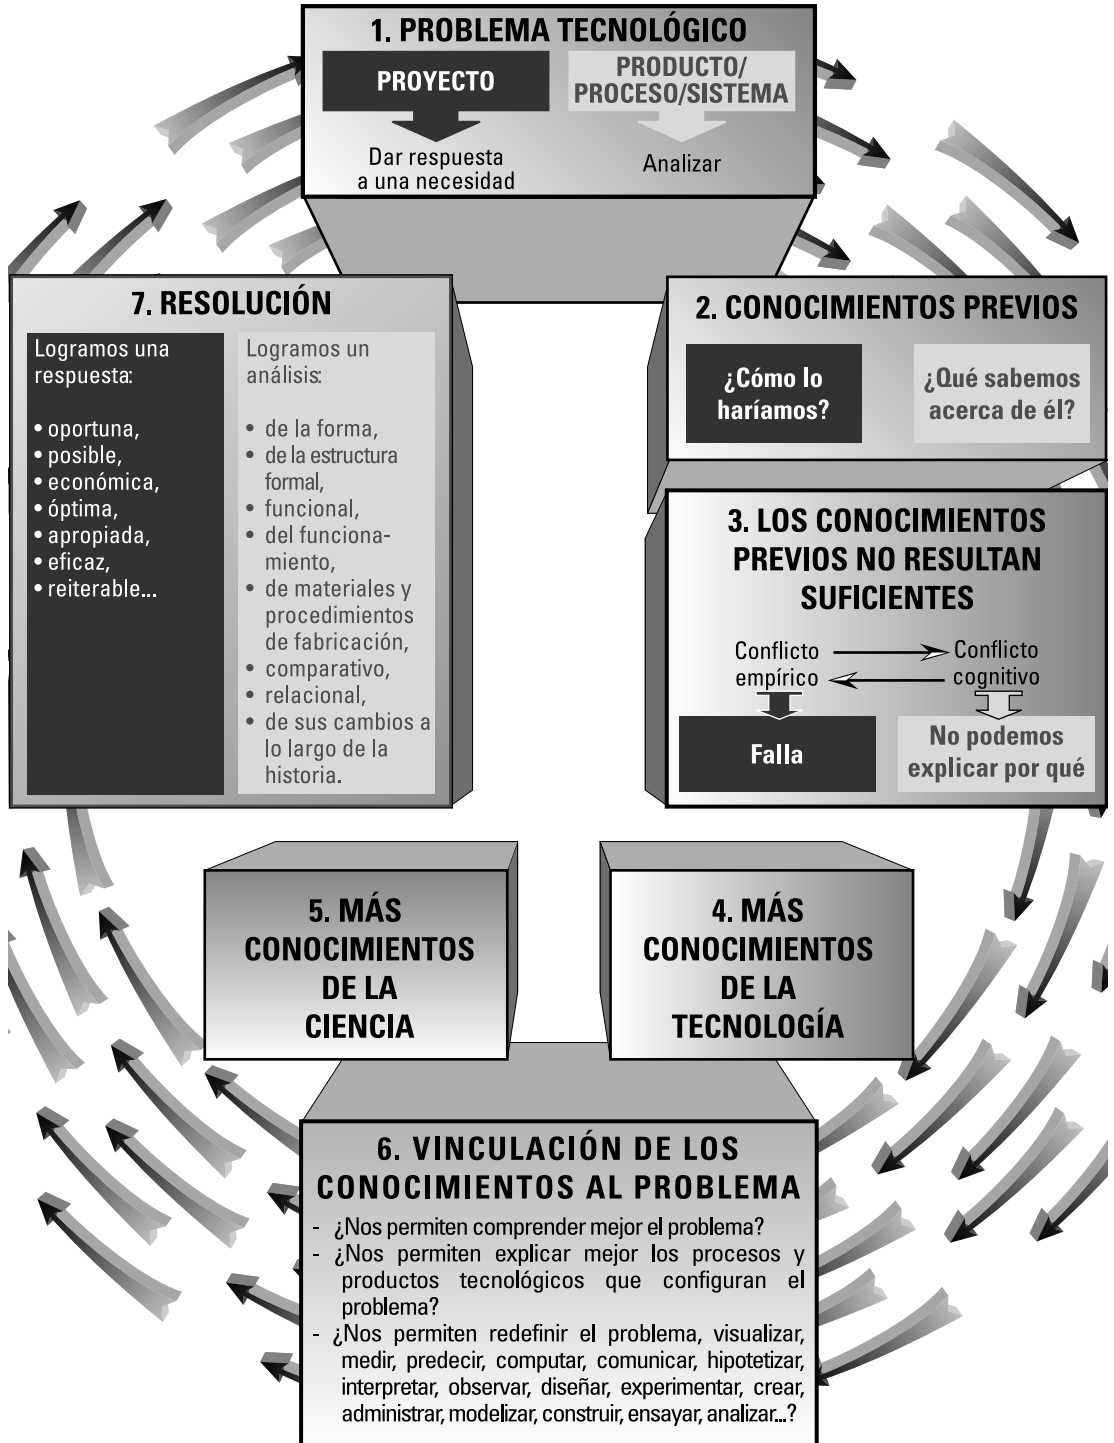 1. PROBLEMA TECNOLÓGICO
PROYECTO
Dar respuesta
a una necesidad
PRODUCTO/
PROCESO/SISTEMA
Analizar
2. CONOCIMIENTOS PREVIOS
¿Cómo lo
haríamos?
¿Qué sabemos
acerca de él?
3. LOS CONOCIMIENTOS
PREVIOS NO RESULTAN
SUFICIENTES
Conflicto
empírico
Conflicto
cognitivo
Falla
No podemos
explicar por qué
4. MÁS
CONOCIMIENTOS
DE LA
TECNOLOGÍA
5. MÁS
CONOCIMIENTOS
DE LA
CIENCIA
6. VINCULACIÓN DE LOS
CONOCIMIENTOS AL PROBLEMA
- ¿Nos permiten comprender mejor el problema?
- ¿Nos permiten explicar mejor los procesos y
productos tecnológicos que configuran el
problema?
- ¿Nos permiten redefinir el problema, visualizar,
medir, predecir, computar, comunicar, hipotetizar,
interpretar, observar, diseñar, experimentar, crear,
administrar, modelizar, construir, ensayar, analizar...?
7. RESOLUCIÓN
Logramos una
respuesta:
• oportuna,
• posible,
• económica,
• óptima,
• apropiada,
• eficaz,
• reiterable...
Logramos un
análisis:
• de la forma,
• de la estructura
formal,
• funcional,
• del funciona-
miento,
• de materiales y
procedimientos
de fabricación,
• comparativo,
• relacional,
• de sus cambios a
lo largo de la
historia.